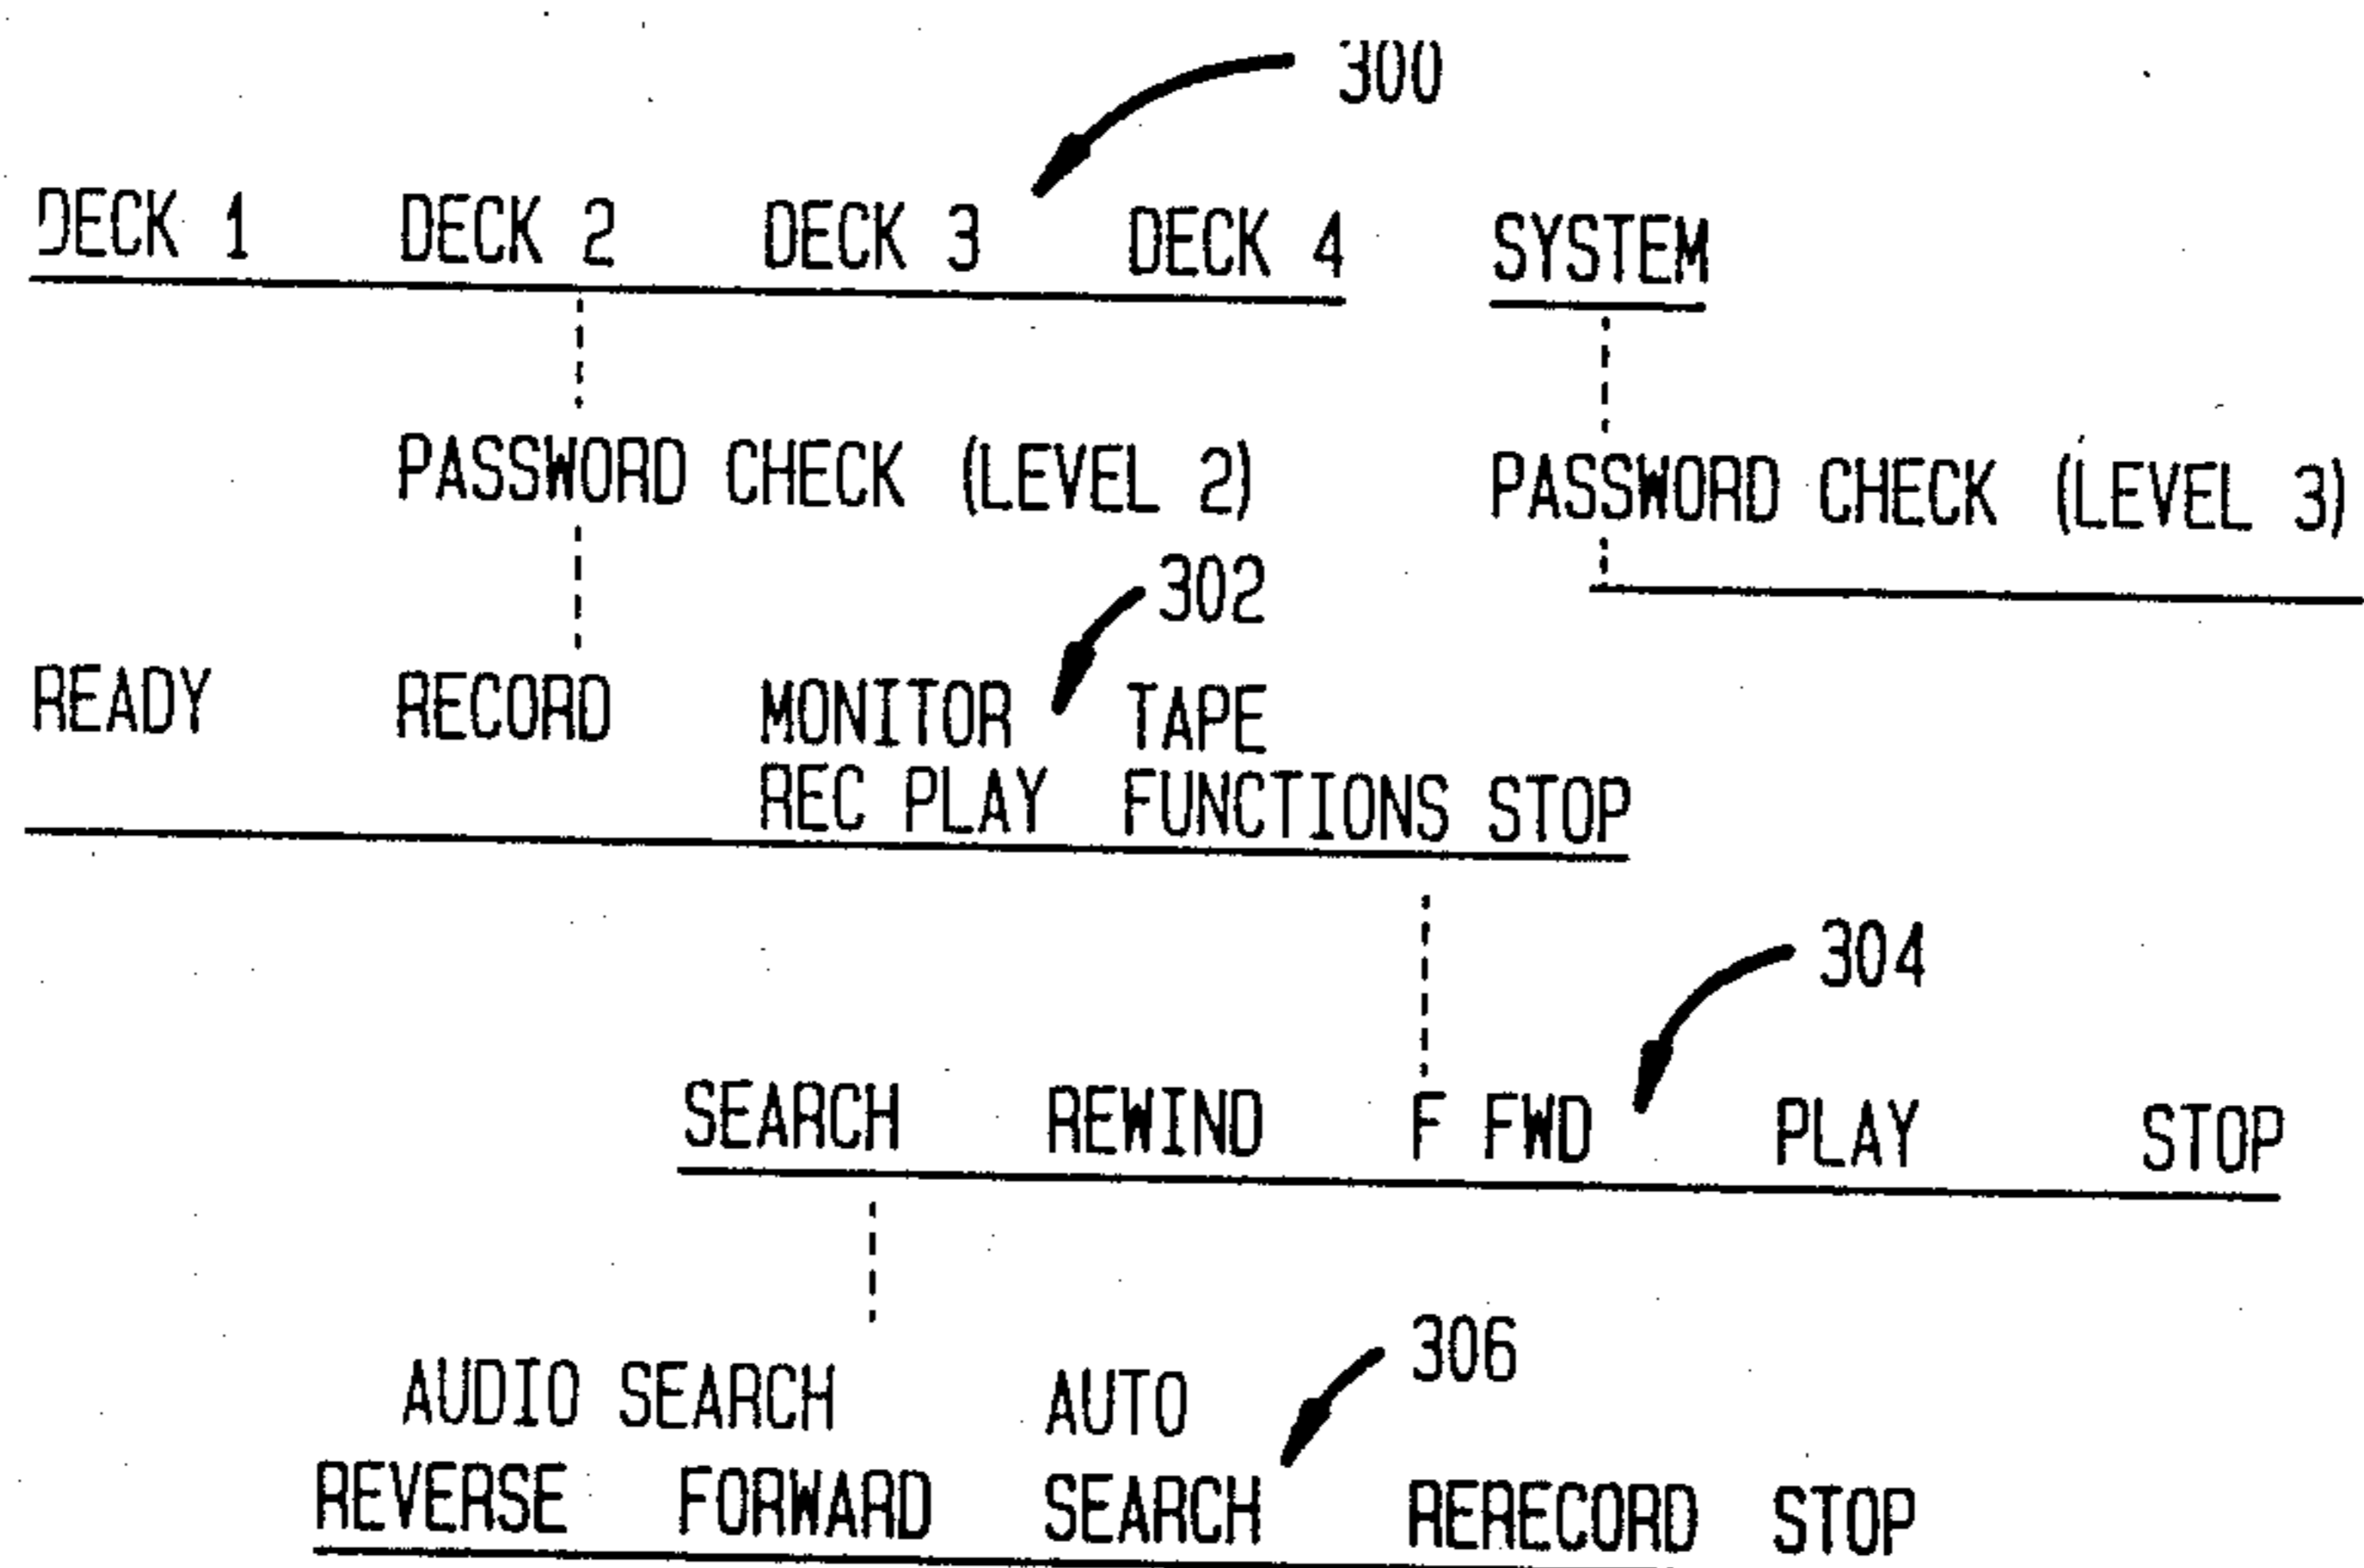 300
DECK 1 DECK 2 DECK 3 DECK 4 SYSTEM
PASSWORD CHECK (LEVEL 2) PASSWORD CHECK (LEVEL 3)
302
READY RECORD MONITOR TAPE
REC PLAY FUNCTIONS STOP
304
SEARCH REWIND F FWD PLAY STOP
306
AUDIO SEARCH AUTO
REVERSE FORWARD SEARCH RERECORD STOP